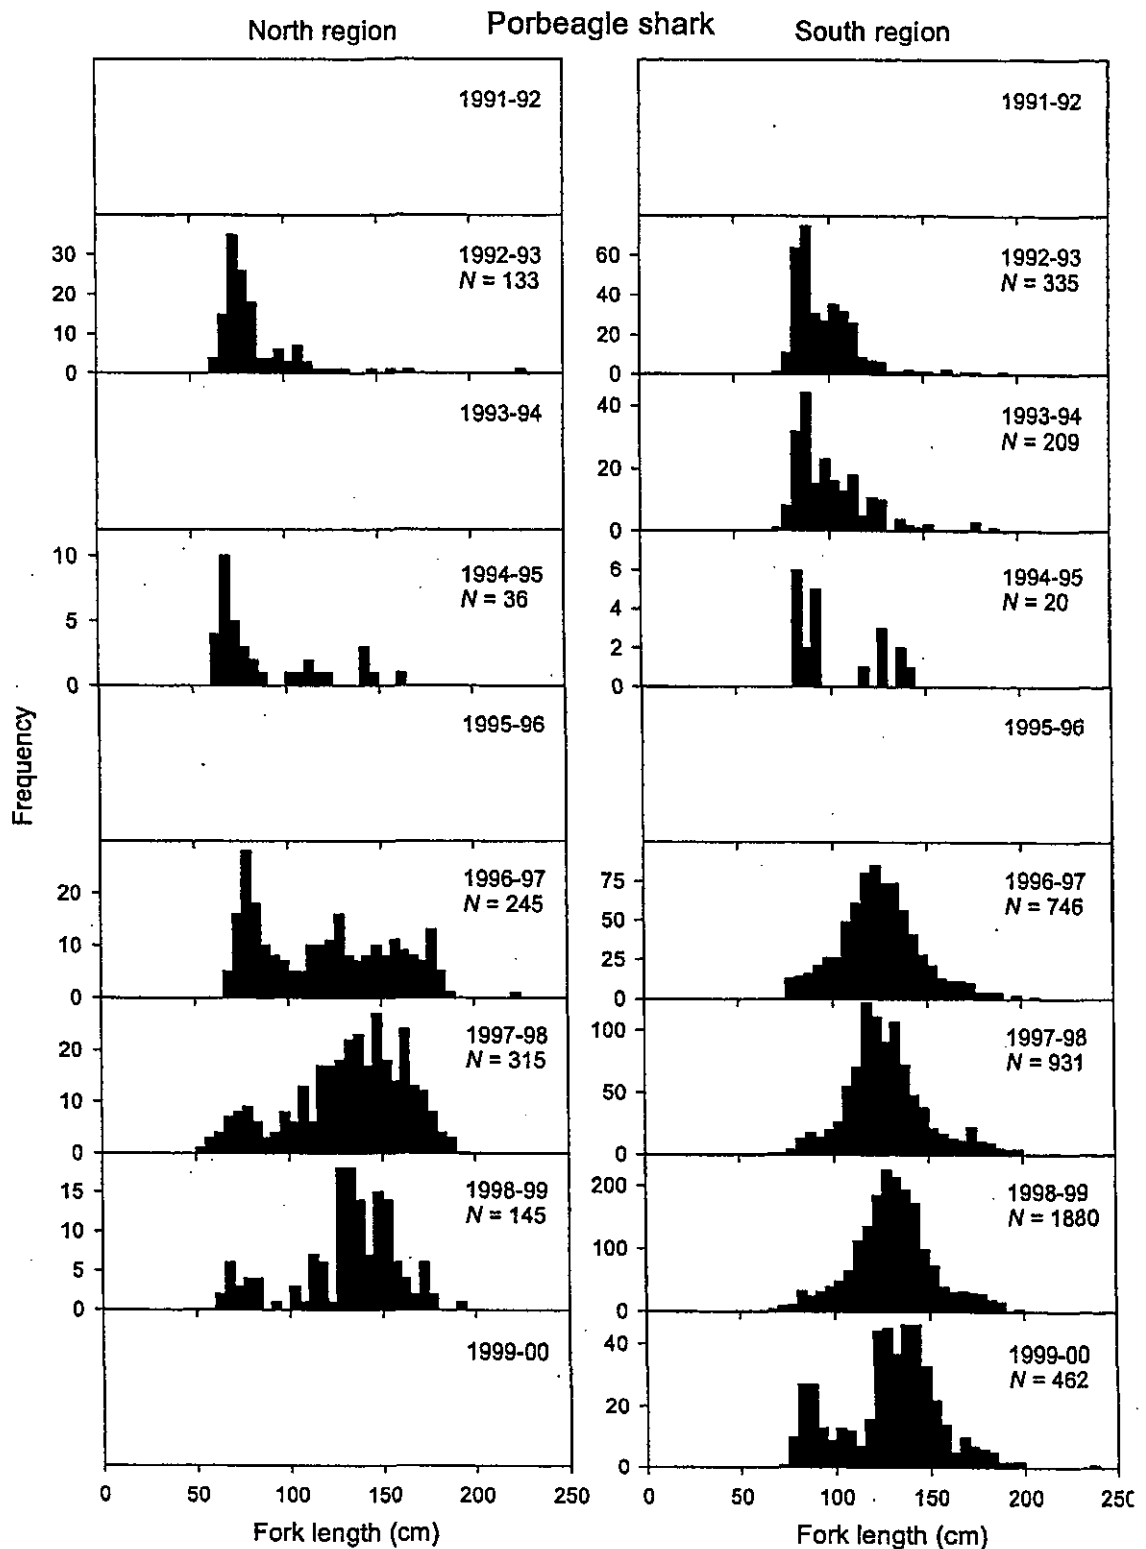 Porbeagle shark
North region
South region
Frequency
1991-92
30
20
10
0
1992-93
N = 133
1993-94
10
5
0
1994-95
N = 36
1995-96
20
10
0
1996-97
N = 245
20
10
0
1997-98
N = 315
15
10
5
0
1998-99
N = 145
1999-00
0 50 100 150 200 250
Fork length (cm)
1991-92
60
40
20
0
1992-93
N = 335
40
20
0
1993-94
N = 209
6
4
2
0
1994-95
N = 20
1995-96
75
50
25
0
1996-97
N = 746
100
50
0
1997-98
N = 931
200
100
0
1998-99
N = 1880
40
20
0
1999-00
N = 462
0 50 100 150 200 250
Fork length (cm)